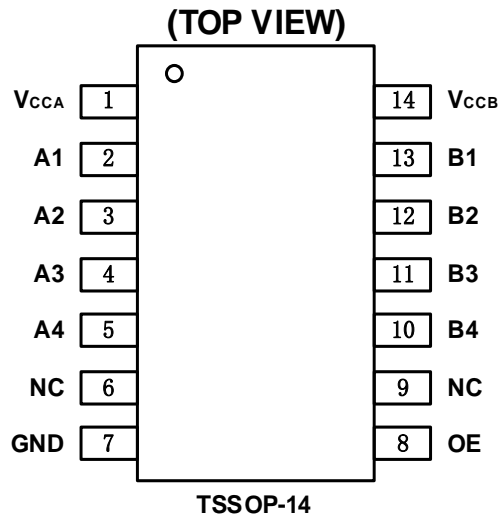 (TOP VIEW)
VCCA 1 14 VCCB
A1 2 13 B1
A2 3 12 B2
A3 4 11 B3
A4 5 10 B4
NC 6 9 NC
GND 7 8 OE
TSSOP-14